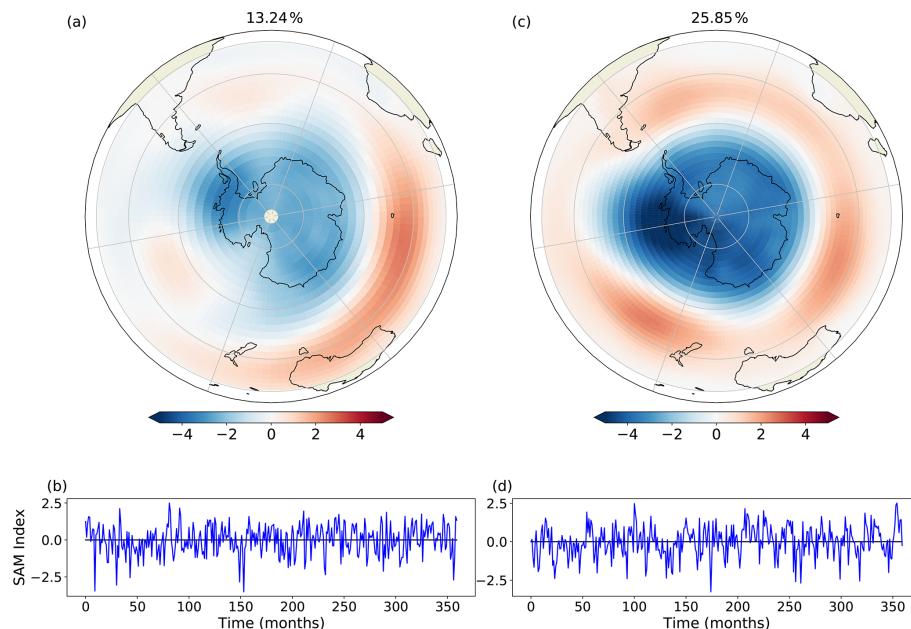 (a) 13.24% (c) 25.85%
−4 −2 0 2 4 −4 −2 0 2 4
(b) (d)
2.5 2.5
SAM Index
0.0 0.0
−2.5 −2.5
0 50 100 150 200 250 300 350 0 50 100 150 200 250 300 350
Time (months) Time (months)